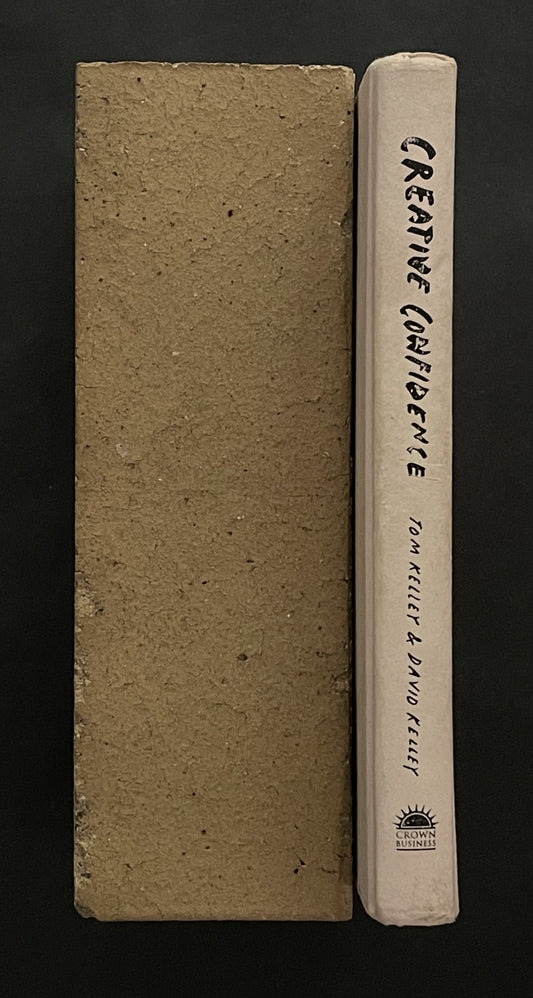 CREATIVE CONFIDENCE
TOM KELLEY & DAVID KELLEY
CROWN
BUSINESS